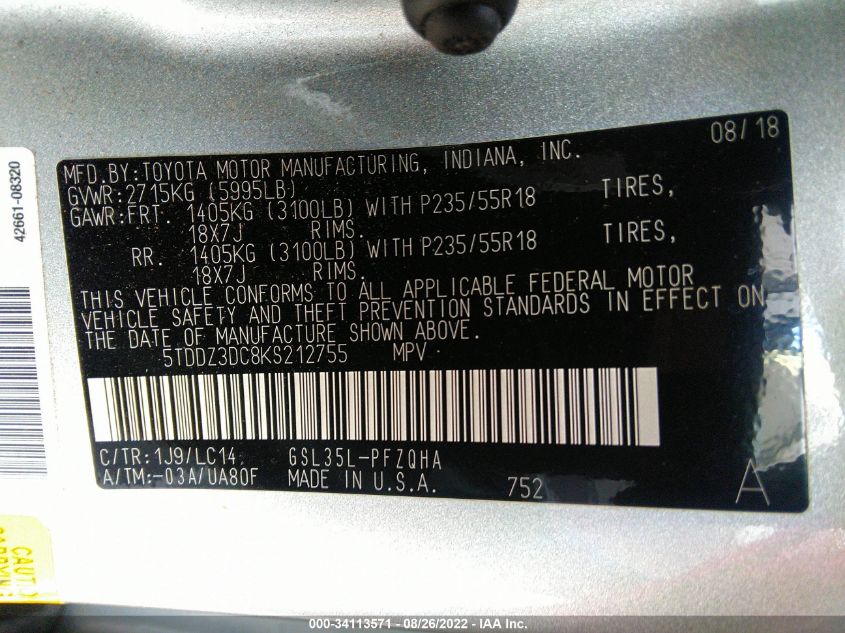 08/18
MFD.BY:TOYOTA MOTOR MANUFACTURING, INDIANA, INC.
GVWR:2715KG (5995LB)
GAWR:FRT. 1405KG (3100LB) WITH P235/55R18 TIRES,
18X7J RIMS.
RR. 1405KG (3100LB) WITH P235/55R18 TIRES,
18X7J RIMS.
THIS VEHICLE CONFORMS TO ALL APPLICABLE FEDERAL MOTOR
VEHICLE SAFETY AND THEFT PREVENTION STANDARDS IN EFFECT ON
THE DATE OF MANUFACTURE SHOWN ABOVE.
5TDDZ3DC8KS212755 MPV
C/TR:1J9/LC14 GSL35L-PFZQHA
A/TM:-03A/UA80F MADE IN U.S.A. 752 A
42661-08320
000-34113571 - 08/26/2022 - IAA Inc.